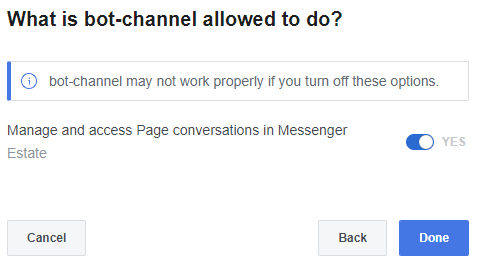 What is bot-channel allowed to do?
bot-channel may not work properly if you turn off these options.
Manage and access Page conversations in Messenger
YES
Estate
Cancel
Back
Done